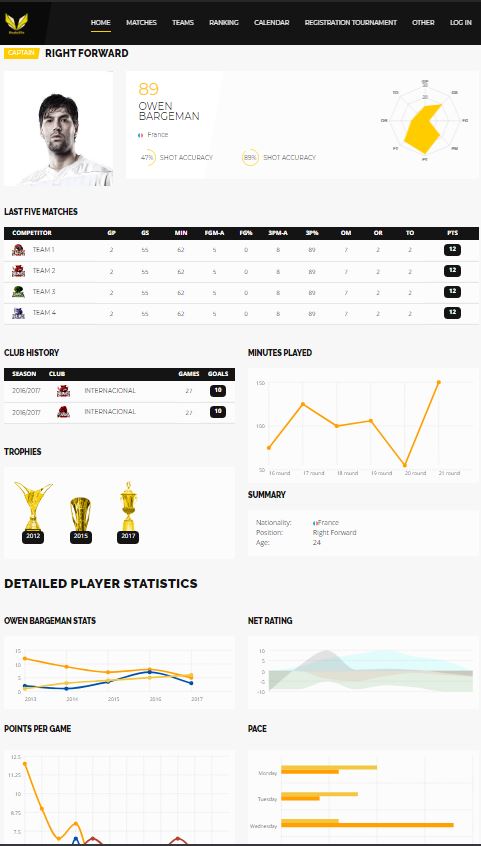 HOME MATCHES TEAMS RANKING CALENDAR REGISTRATION TOURNAMENT OTHER LOG IN
CAPTAIN RIGHT FORWARD
89
OWEN
BARGEMAN
France
47% SHOT ACCURACY 89% SHOT ACCURACY
LAST FIVE MATCHES
COMPETITOR GP GS MIN FGM-A FG% 3PM-A 3P% OM OR TO PTS
TEAM 1 2 55 62 5 0 8 89 7 2 2 12
TEAM 2 2 55 62 5 0 8 89 7 2 2 12
TEAM 3 2 55 62 5 0 8 89 7 2 2 12
TEAM 4 2 55 62 5 0 8 89 7 2 2 12
CLUB HISTORY
SEASON CLUB GAMES GOALS
2016/2017 INTERNACIONAL 27 10
2016/2017 INTERNACIONAL 27 10
MINUTES PLAYED
150
100
50
16 round 17 round 18 round 19 round 20 round 21 round
TROPHIES
2012 2015 2017
SUMMARY
Nationality: France
Position: Right Forward
Age: 24
DETAILED PLAYER STATISTICS
OWEN BARGEMAN STATS
15
10
5
0
2013 2014 2015 2016 2017
NET RATING
10
5
0
-5
-10
POINTS PER GAME
12.5
11.25
10
8.75
7.5
PACE
Monday
Tuesday
Wednesday